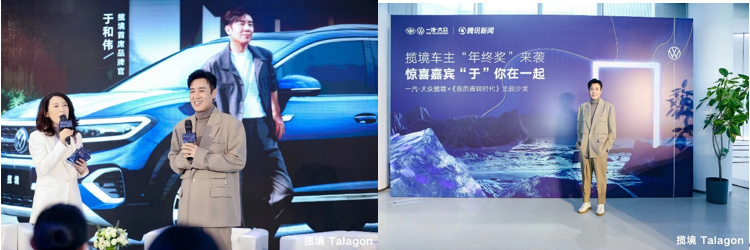 揽境首席品牌官
于和伟
揽境
揽境 Talagon
一汽-大众 腾讯新闻
揽境车主“年终奖”来袭
惊喜嘉宾“于”你在一起
一汽-大众揽境×《我的青铜时代》 沙龙
揽境 Talagon